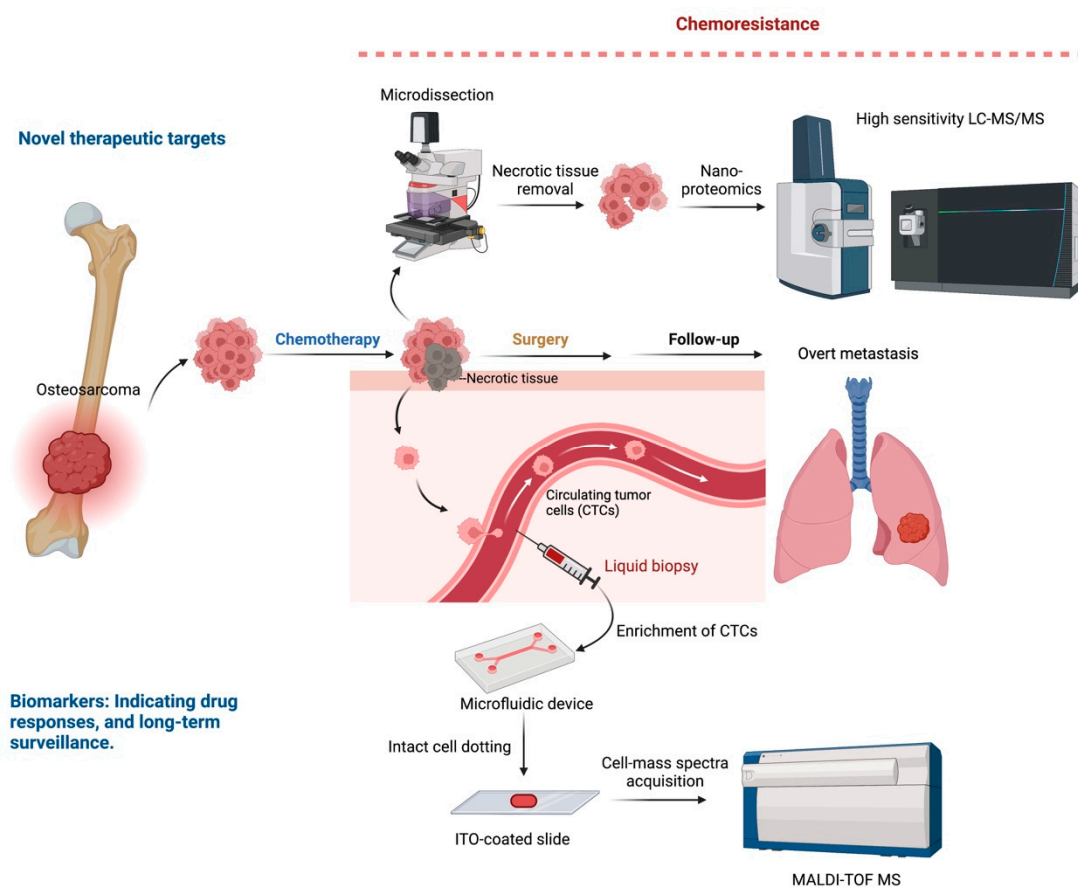 Chemoresistance
Microdissection
High sensitivity LC-MS/MS
Novel therapeutic targets
Necrotic tissue
removal
Nano-
proteomics
Osteosarcoma
Chemotherapy
Surgery
Follow-up
Overt metastasis
--Necrotic tissue
Circulating tumor
cells (CTCs)
Liquid biopsy
Enrichment of CTCs
Microfluidic device
Biomarkers: Indicating drug
responses, and long-term
surveillance.
Intact cell dotting
Cell-mass spectra
acquisition
ITO-coated slide
MALDI-TOF MS